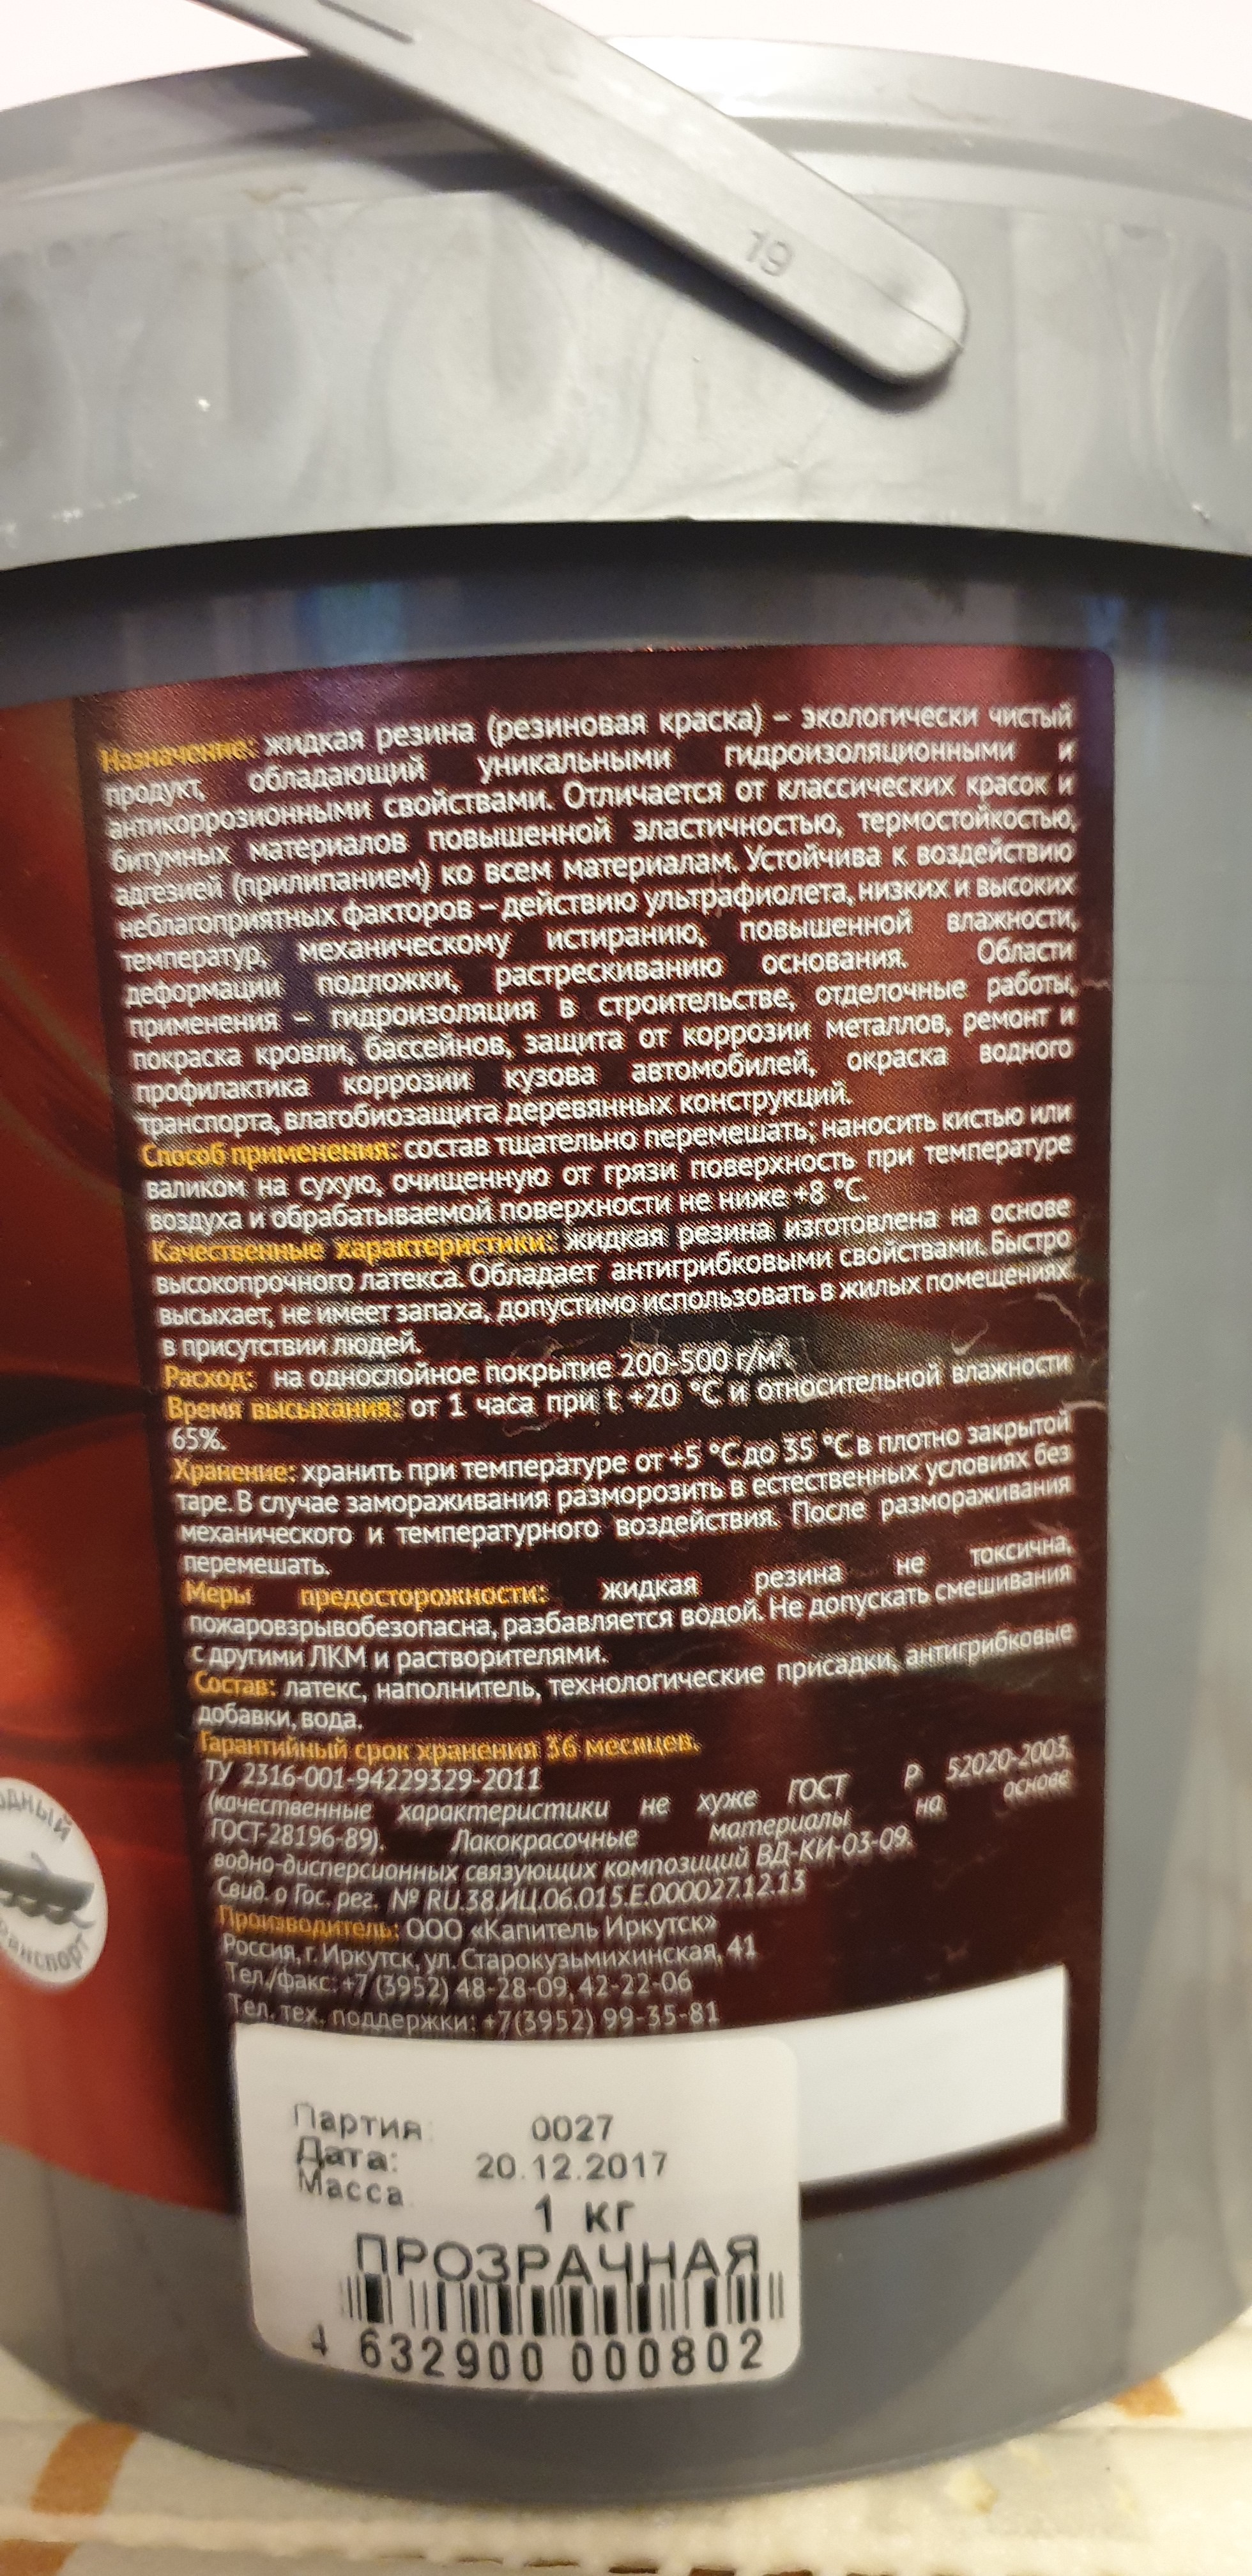 19
Назначение: жидкая резина (резиновая краска) – экологически чистый
продукт, обладающий уникальными гидроизоляционными и
антикоррозионными свойствами. Отличается от классических красок и
битумных материалов повышенной эластичностью, термостойкостью,
адгезией (прилипанием) ко всем материалам. Устойчива к воздействию
неблагоприятных факторов – действию ультрафиолета, низких и высоких
температур, механическому истиранию, повышенной влажности,
деформации подложки, растрескиванию основания. Области
применения – гидроизоляция в строительстве, отделочные работы,
покраска кровли, бассейнов, защита от коррозии металлов, ремонт и
профилактика коррозии кузова автомобилей, окраска водного
транспорта, влагобиозащита деревянных конструкций.
Способ применения: состав тщательно перемешать; наносить кистью или
валиком на сухую, очищенную от грязи поверхность при температуре
воздуха и обрабатываемой поверхности не ниже +8 °С.
Качественные характеристики: жидкая резина изготовлена на основе
высокопрочного латекса. Обладает антигрибковыми свойствами. Быстро
высыхает, не имеет запаха, допустимо использовать в жилых помещениях
в присутствии людей.
Расход: на однослойное покрытие 200-500 г/м².
Время высыхания: от 1 часа при t +20 °С и относительной влажности
65%.
Хранение: хранить при температуре от +5 °С до 35 °С в плотно закрытой
таре. В случае замораживания разморозить в естественных условиях без
механического и температурного воздействия. После размораживания
перемешать.
Меры предосторожности: жидкая резина не токсична,
пожаровзрывобезопасна, разбавляется водой. Не допускать смешивания
с другими ЛКМ и растворителями.
Состав: латекс, наполнитель, технологические присадки, антигрибковые
добавки, вода.
Гарантийный срок хранения 36 месяцев.
ТУ 2316-001-94229329-2011
(качественные характеристики не хуже ГОСТ Р 52020-2003,
ГОСТ-28196-89). Лакокрасочные материалы на основе
водно-дисперсионных связующих композиций ВД-КИ-03-09.
Свид. о Гос. рег. № RU.38.ИЦ.06.015.Е.000027.12.13
Производитель: ООО «Капитель Иркутск»
Россия, г. Иркутск, ул. Старокузьмихинская, 41
Тел./факс: +7 (3952) 48-28-09, 42-22-06
Тел. тех. поддержки: +7(3952) 99-35-81
Партия: 0027
Дата: 20.12.2017
Масса 1 кг
ПРОЗРАЧНАЯ
4 632900 000802